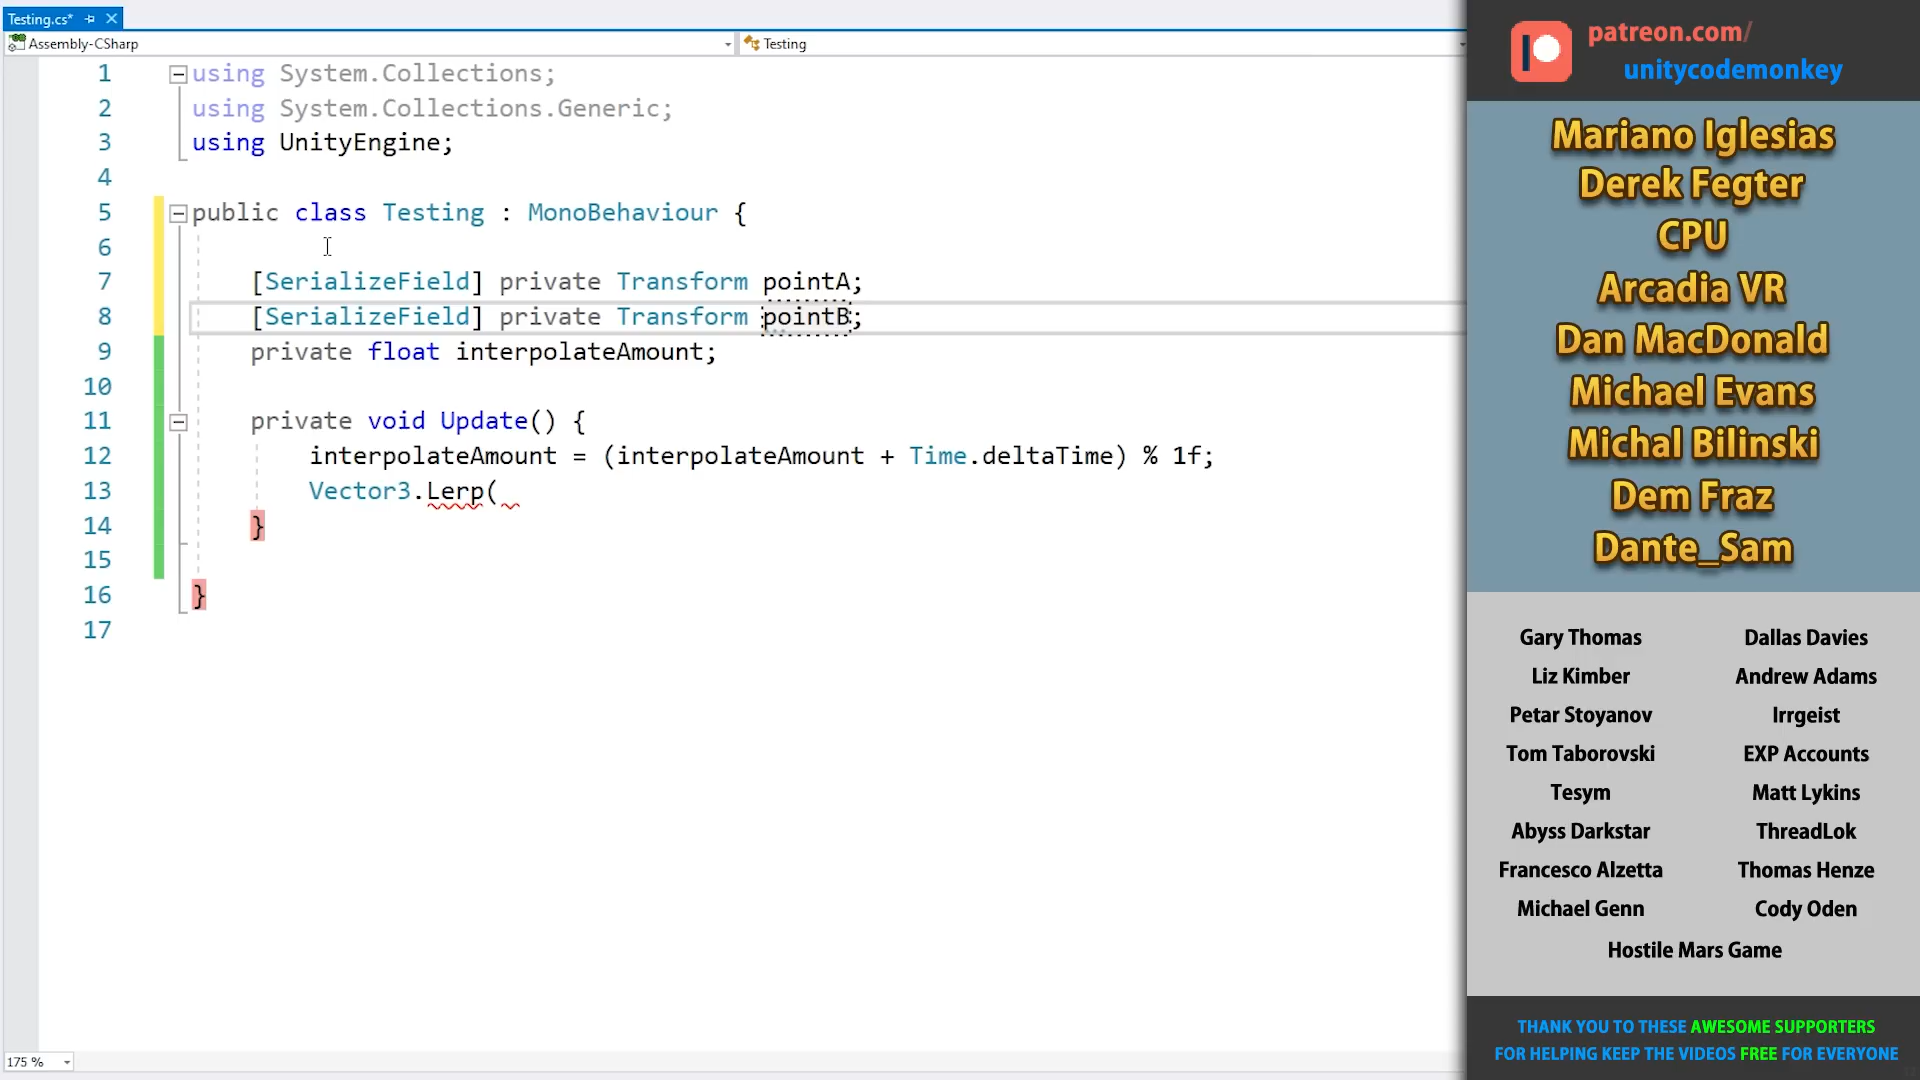 Testing.cs*
Assembly-CSharp
Testing
1 using System.Collections;
2 using System.Collections.Generic;
3 using UnityEngine;
4
5 public class Testing : MonoBehaviour {
6
7 [SerializeField] private Transform pointA;
8 [SerializeField] private Transform pointB;
9 private float interpolateAmount;
10
11 private void Update() {
12 interpolateAmount = (interpolateAmount + Time.deltaTime) % 1f;
13 Vector3.Lerp(
14 }
15
16 }
17
175 %
patreon.com/
unitycodemonkey
Mariano Iglesias
Derek Fegter
CPU
Arcadia VR
Dan MacDonald
Michael Evans
Michal Bilinski
Dem Fraz
Dante_Sam
Gary Thomas Dallas Davies
Liz Kimber Andrew Adams
Petar Stoyanov Irrgeist
Tom Taborovski EXP Accounts
Tesym Matt Lykins
Abyss Darkstar ThreadLok
Francesco Alzetta Thomas Henze
Michael Genn Cody Oden
Hostile Mars Game
THANK YOU TO THESE AWESOME SUPPORTERS
FOR HELPING KEEP THE VIDEOS FREE FOR EVERYONE